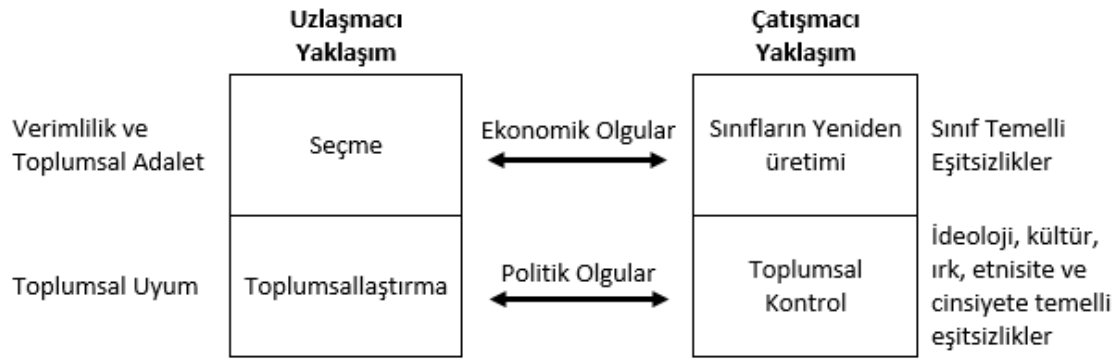 Uzlaşmacı
Yaklaşım
Çatışmacı
Yaklaşım
Verimlilik ve
Toplumsal Adalet
Seçme
Ekonomik Olgular
Sınıfların Yeniden
üretimi
Sınıf Temelli
Eşitsizlikler
Toplumsal Uyum
Toplumsallaştırma
Politik Olgular
Toplumsal
Kontrol
İdeoloji, kültür,
ırk, etnisite ve
cinsiyete temelli
eşitsizlikler